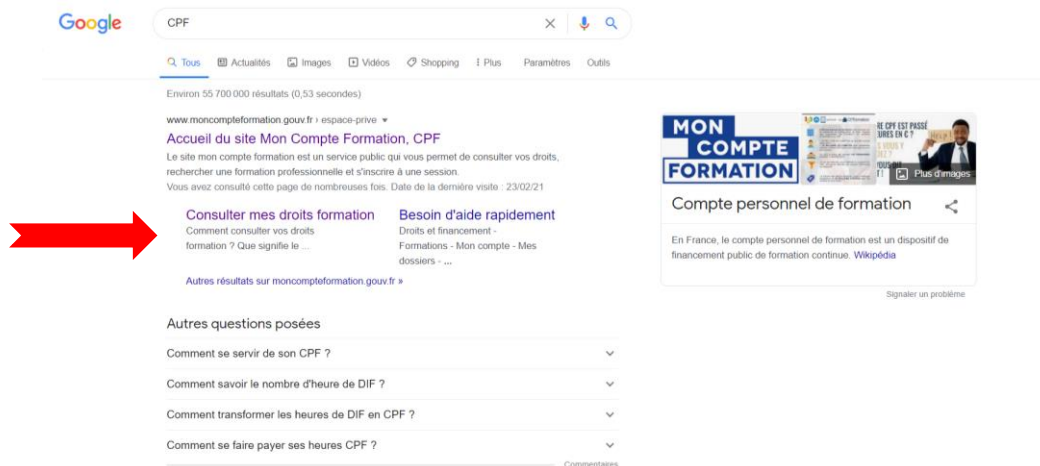 Google
CPF
Tous Actualités Images Vidéos Shopping Plus Paramètres Outils
Environ 55 700 000 résultats (0,53 secondes)
www.moncompteformation.gouv.fr › espace-prive
Accueil du site Mon Compte Formation, CPF
Le site mon compte formation est un service public qui vous permet de consulter vos droits,
rechercher une formation professionnelle et s'inscrire à une session.
Vous avez consulté cette page de nombreuses fois. Date de la dernière visite : 23/02/21
Consulter mes droits formation
Comment consulter vos droits
formation ? Que signifie le ...
Besoin d'aide rapidement
Droits et financement -
Formations - Mon compte - Mes
dossiers - ...
Autres résultats sur moncompteformation.gouv.fr »
Autres questions posées
Comment se servir de son CPF ?
Comment savoir le nombre d'heure de DIF ?
Comment transformer les heures de DIF en CPF ?
Comment se faire payer ses heures CPF ?
Commentaires
MON
COMPTE
FORMATION
RE CPF EST PASSÉ
URES EN € ?
Plus d'images
Compte personnel de formation
En France, le compte personnel de formation est un dispositif de
financement public de formation continue. Wikipédia
Signaler un problème